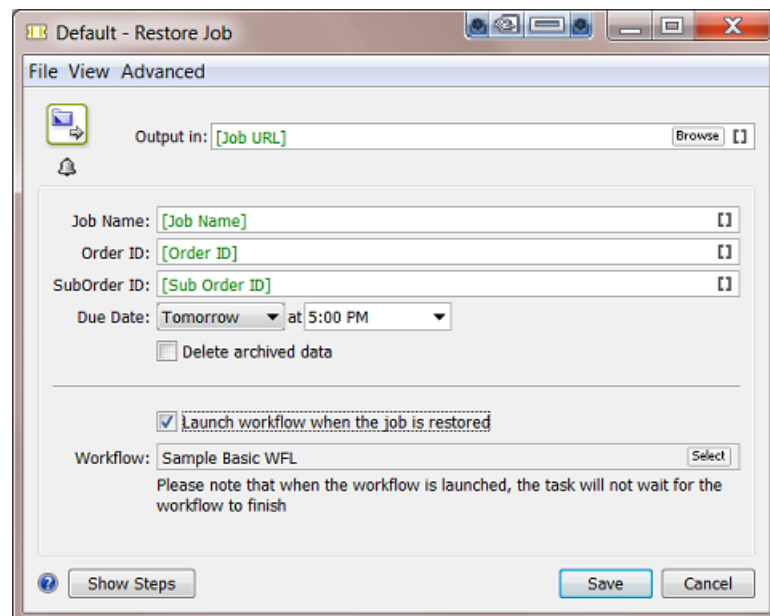 Default - Restore Job
File View Advanced
Output in: [Job URL] Browse []
Job Name: [Job Name] []
Order ID: [Order ID] []
SubOrder ID: [Sub Order ID] []
Due Date: Tomorrow at 5:00 PM
Delete archived data
Launch workflow when the job is restored
Workflow: Sample Basic WFL Select
Please note that when the workflow is launched, the task will not wait for the
workflow to finish
? Show Steps Save Cancel